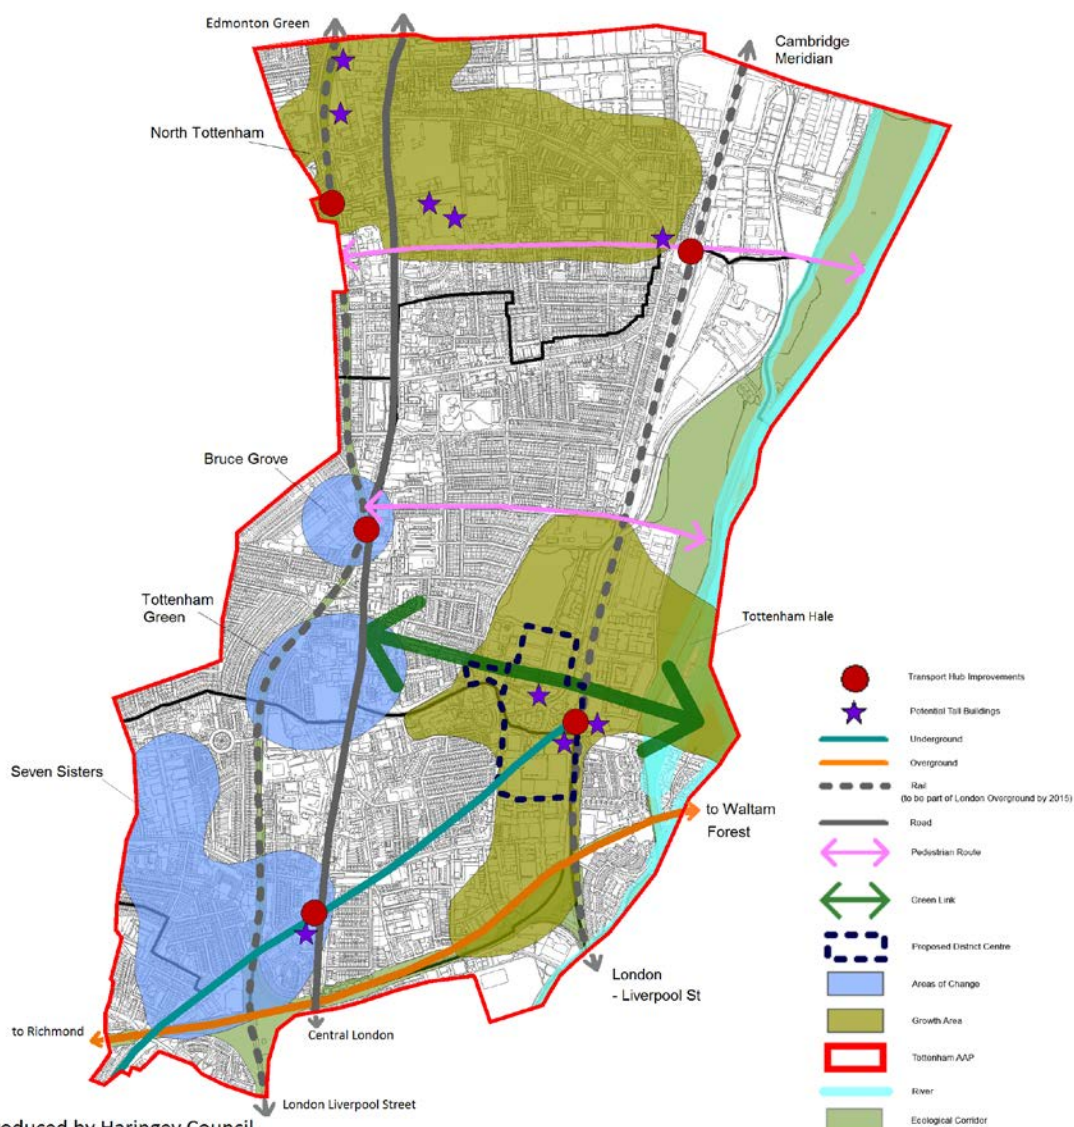 Edmonton Green
Cambridge
Meridian
North Tottenham
Bruce Grove
Tottenham
Green
Tottenham Hale
Seven Sisters
to Waltam
Forest
London
- Liverpool St
to Richmond
Central London
London Liverpool Street
Transport Hub Improvements
Potential Tall Buildings
Underground
Overground
Rail
(to be part of London Overground by 2015)
Road
Pedestrian Route
Green Link
Proposed District Centre
Areas of Change
Growth Area
Tottenham AAP
River
Ecological Corridor
oduced by Haringey Council